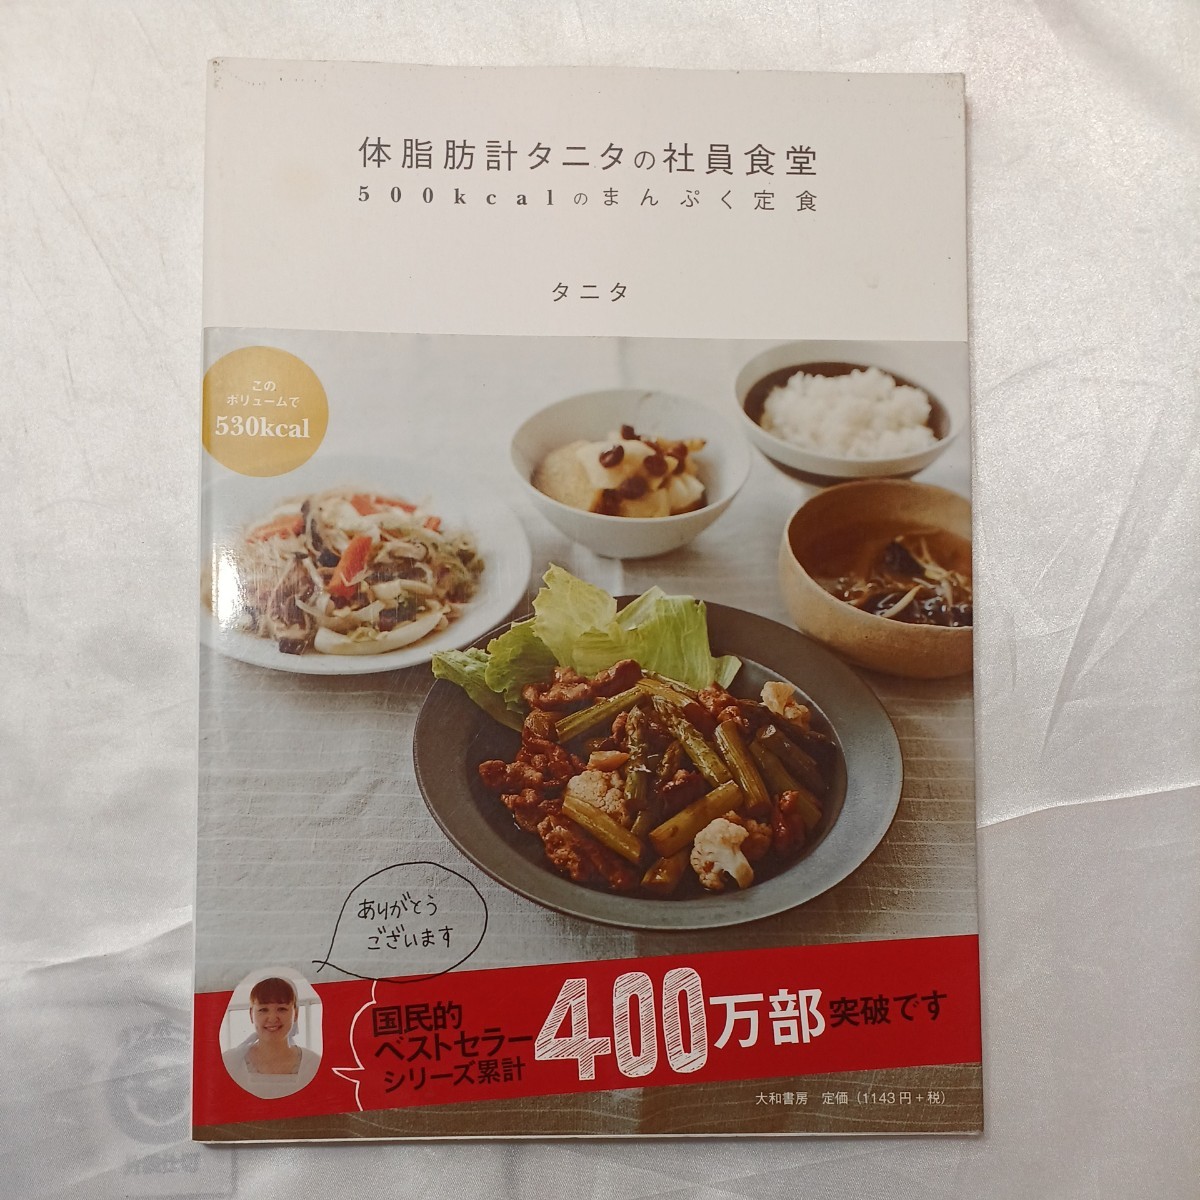 体脂肪計タニタの社員食堂
500kcalのまんぷく定食
タニタ
この
ボリュームで
530kcal
ありがとう
ございます
国民的
ベストセラー
シリーズ累計
400万部突破です
大和書房　定価（1143円＋税）